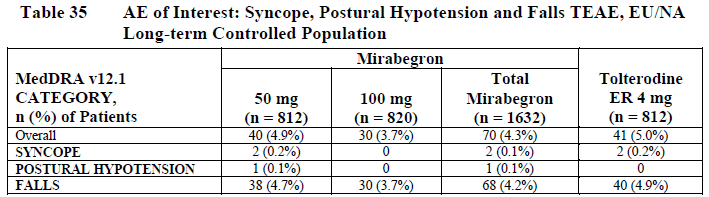 Table 35 AE of Interest: Syncope, Postural Hypotension and Falls TEAE, EU/NA
Long-term Controlled Population
MedDRA v12.1
CATEGORY,
n (%) of Patients
Mirabegron
50 mg
(n = 812)
100 mg
(n = 820)
Total
Mirabegron
(n = 1632)
Tolterodine
ER 4 mg
(n = 812)
Overall 40 (4.9%) 30 (3.7%) 70 (4.3%) 41 (5.0%)
SYNCOPE 2 (0.2%) 0 2 (0.1%) 2 (0.2%)
POSTURAL HYPOTENSION 1 (0.1%) 0 1 (0.1%) 0
FALLS 38 (4.7%) 30 (3.7%) 68 (4.2%) 40 (4.9%)